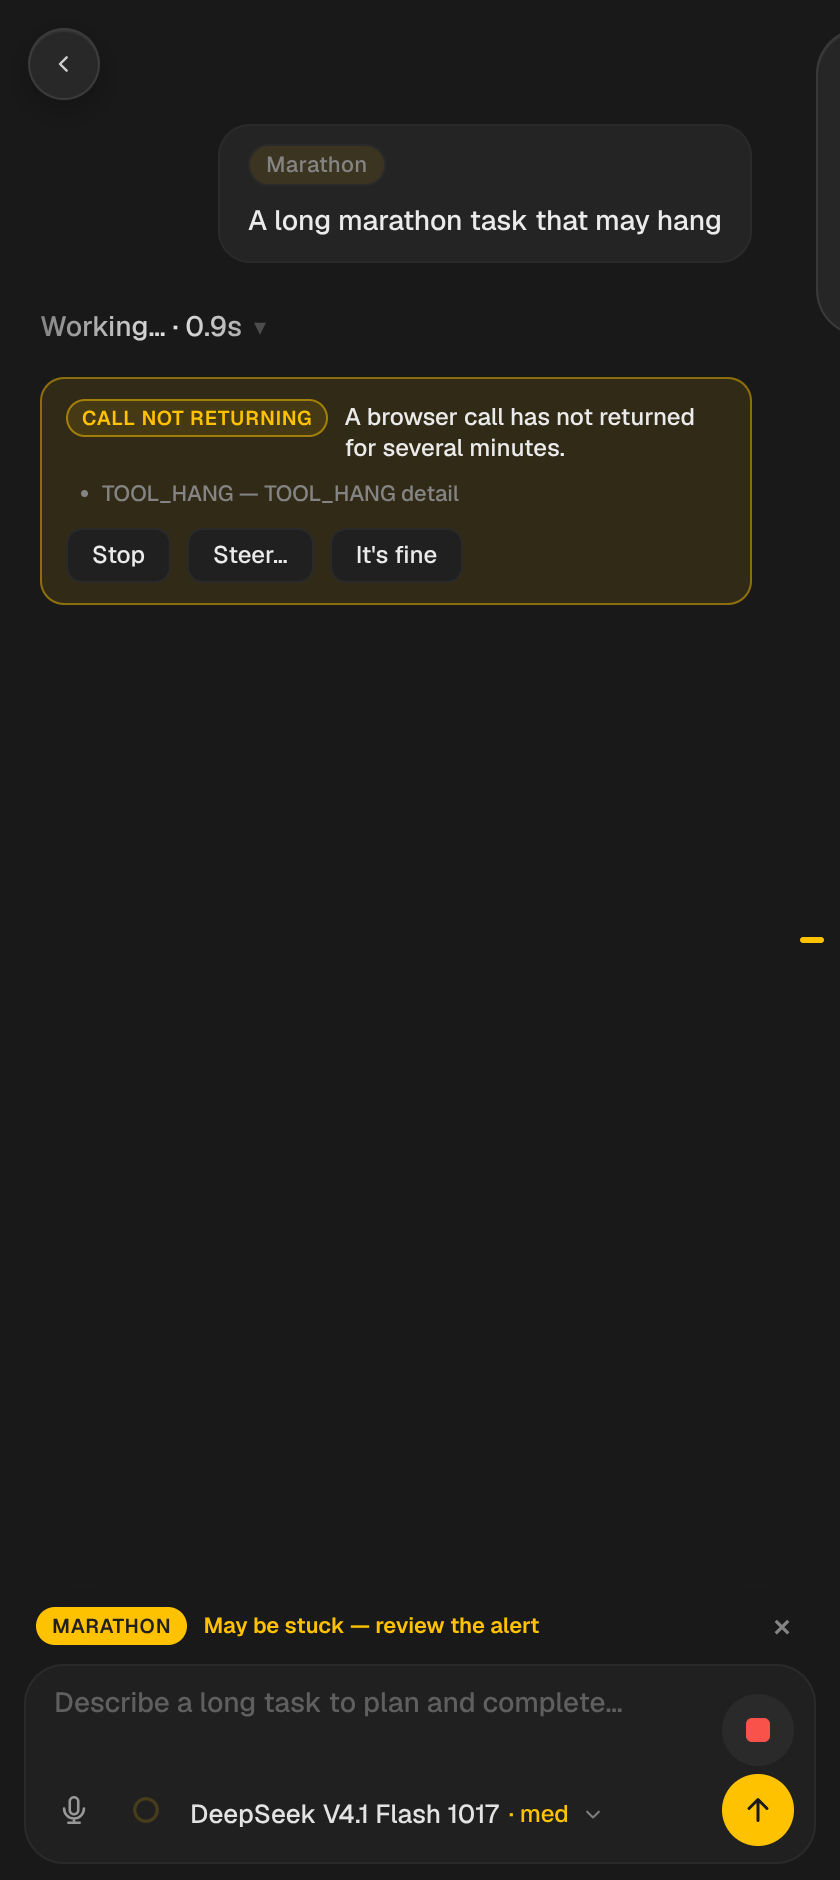 Marathon
A long marathon task that may hang
Working... · 0.9s ▼
CALL NOT RETURNING
A browser call has not returned
for several minutes.
• TOOL_HANG — TOOL_HANG detail
Stop
Steer...
It's fine
MARATHON
May be stuck — review the alert
Describe a long task to plan and complete...
DeepSeek V4.1 Flash 1017 · med